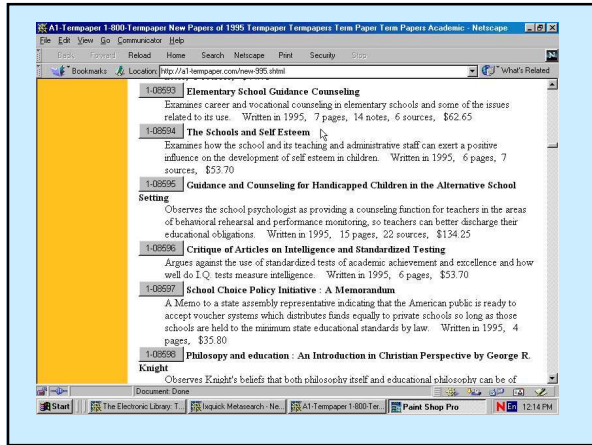 A1-Termpaper 1-800-Termpaper New Papers of 1995 Termpaper Termpapers Term Paper Term Papers Academic - Netscape
File Edit View Go Communicator Help
Back Forward Reload Home Search Netscape Print Security Stop
Bookmarks Location: http://a1-termpaper.com/new-995.shtml What's Related
1-08593 Elementary School Guidance Counseling
Examines career and vocational counseling in elementary schools and some of the issues
related to its use. Written in 1995, 7 pages, 14 notes, 6 sources, $62.65
1-08594 The Schools and Self Esteem
Examines how the school and its teaching and administrative staff can exert a positive
influence on the development of self esteem in children. Written in 1995, 6 pages, 7
sources, $53.70
1-08595 Guidance and Counseling for Handicapped Children in the Alternative School
Setting
Observes the school psychologist as providing a counseling function for teachers in the areas
of behavioral rehearsal and performance monitoring, so teachers can better discharge their
educational obligations. Written in 1995, 15 pages, 22 sources, $134.25
1-08596 Critique of Articles on Intelligence and Standardized Testing
Argues against the use of standardized tests of academic achievement and excellence and how
well do I.Q. tests measure intelligence. Written in 1995, 6 pages, $53.70
1-08597 School Choice Policy Initiative : A Memorandum
A Memo to a state assembly representative indicating that the American public is ready to
accept voucher systems which distributes funds equally to private schools so long as those
schools are held to the minimum state educational standards by law. Written in 1995, 4
pages, $35.80
1-08598 Philosopy and education : An Introduction in Christian Perspective by George R.
Knight
Observes Knight's beliefs that both philosophy itself and educational philosophy can be of
Document: Done
Start The Electronic Library: T... Ixquick Metasearch - Ne... A1-Termpaper 1-800-Ter... Paint Shop Pro N En 12:14 PM